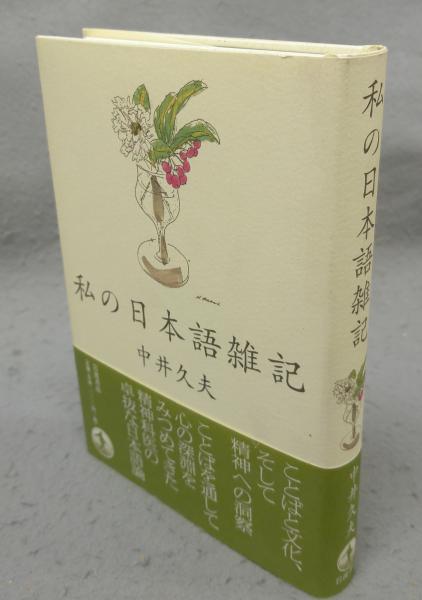 私の日本語雑記
中井久夫
ことばを通して
心の深淵を
みつめてきた
精神科医の
卓抜な日本語論
私の日本語雑記
中井久夫
ことばと文化、
そして
精神への洞察
岩波